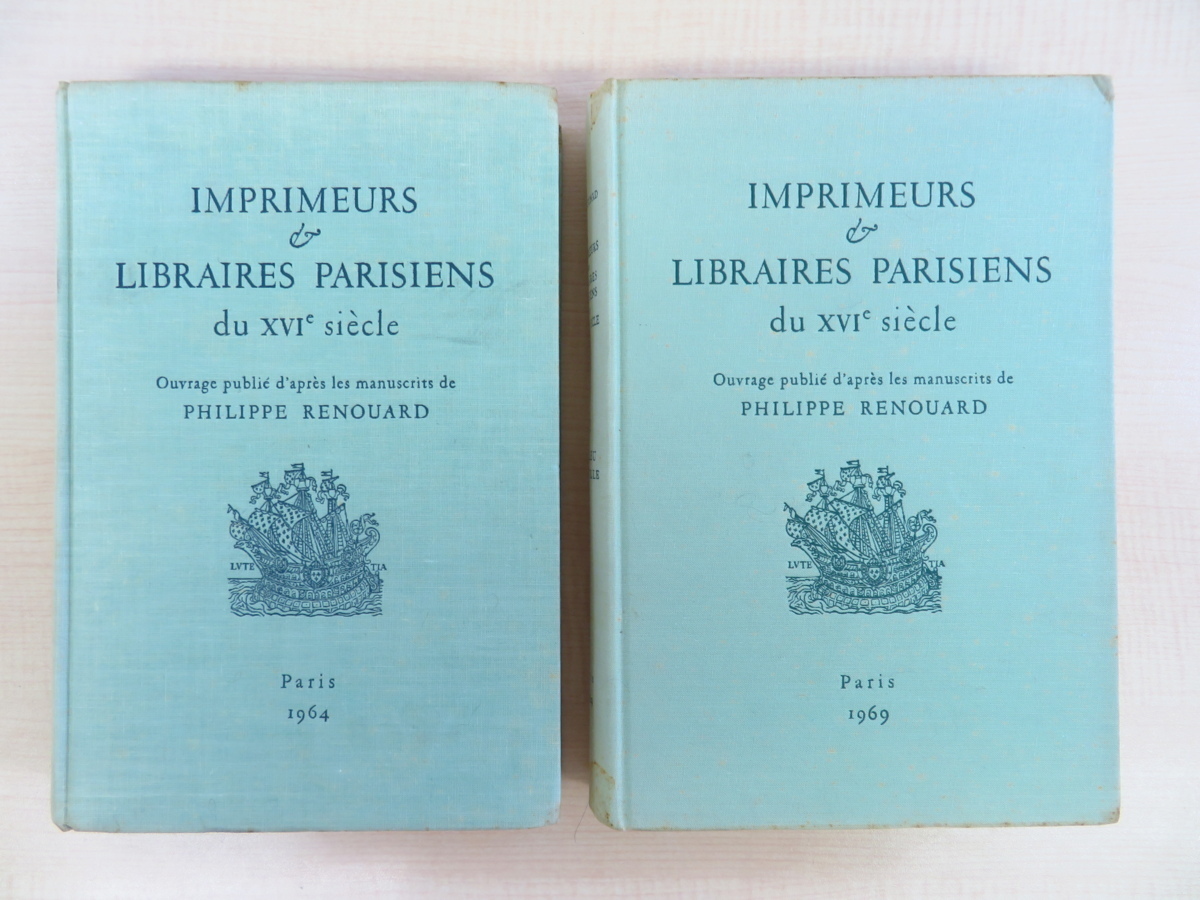 IMPRIMEURS
&
LIBRAIRES PARISIENS
du XVIe siècle
Ouvrage publié d'après les manuscrits de
PHILIPPE RENOUARD
LVTE TIA
Paris
1964
IMPRIMEURS
&
LIBRAIRES PARISIENS
du XVIe siècle
Ouvrage publié d'après les manuscrits de
PHILIPPE RENOUARD
LVTE TIA
Paris
1969